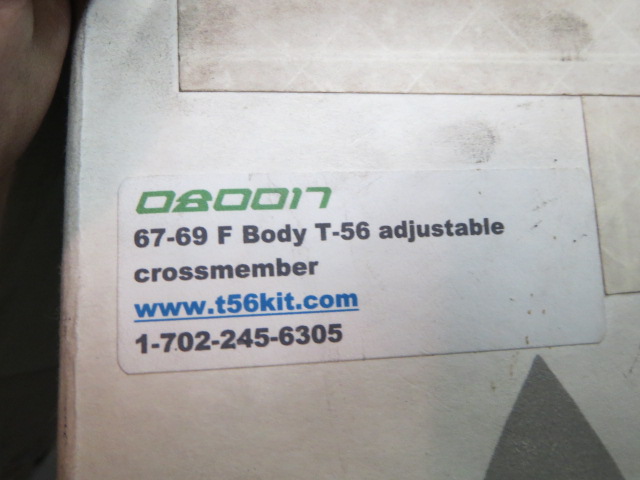 080017
67-69 F Body T-56 adjustable
crossmember
www.t56kit.com
1-702-245-6305